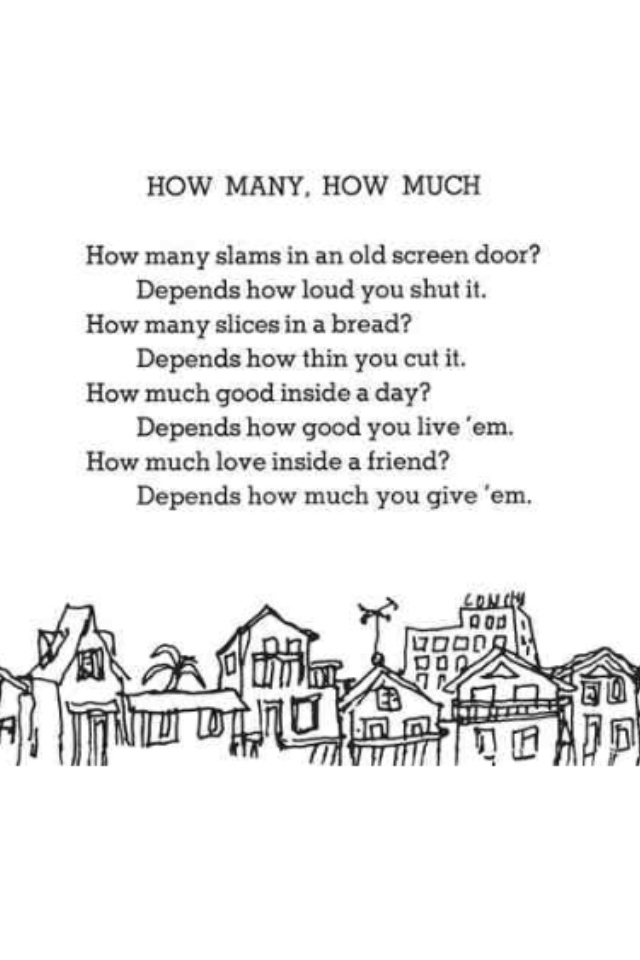 HOW MANY, HOW MUCH
How many slams in an old screen door?
Depends how loud you shut it.
How many slices in a bread?
Depends how thin you cut it.
How much good inside a day?
Depends how good you live 'em.
How much love inside a friend?
Depends how much you give 'em.